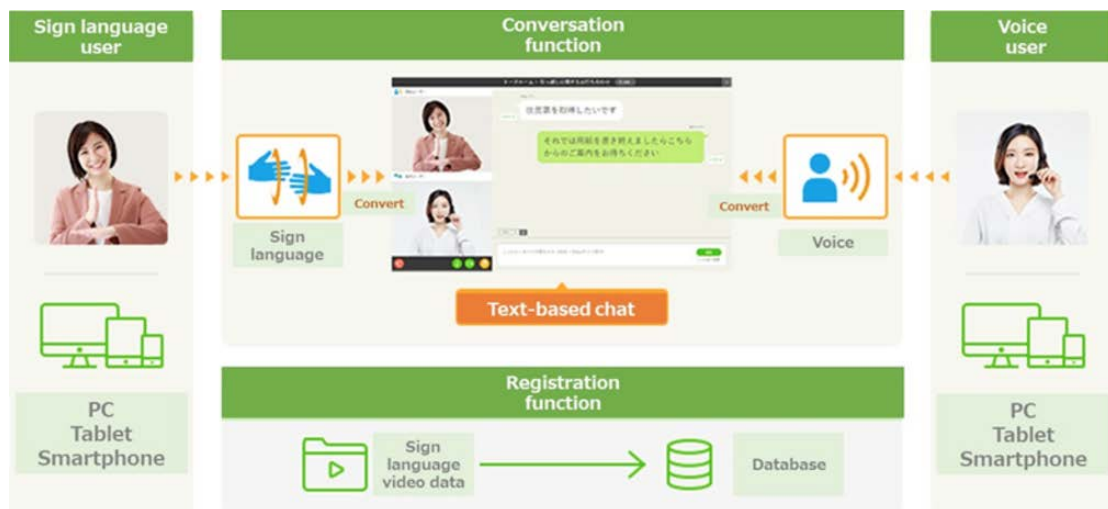 Sign language
user
Conversation
function
Voice
user
住民票を取得したいです
それでは用紙を書き終えましたらこちら
からのご案内をお待ちください
Convert
Convert
Sign
language
Voice
Text-based chat
Registration
function
PC
Tablet
Smartphone
Sign
language
video data
Database
PC
Tablet
Smartphone